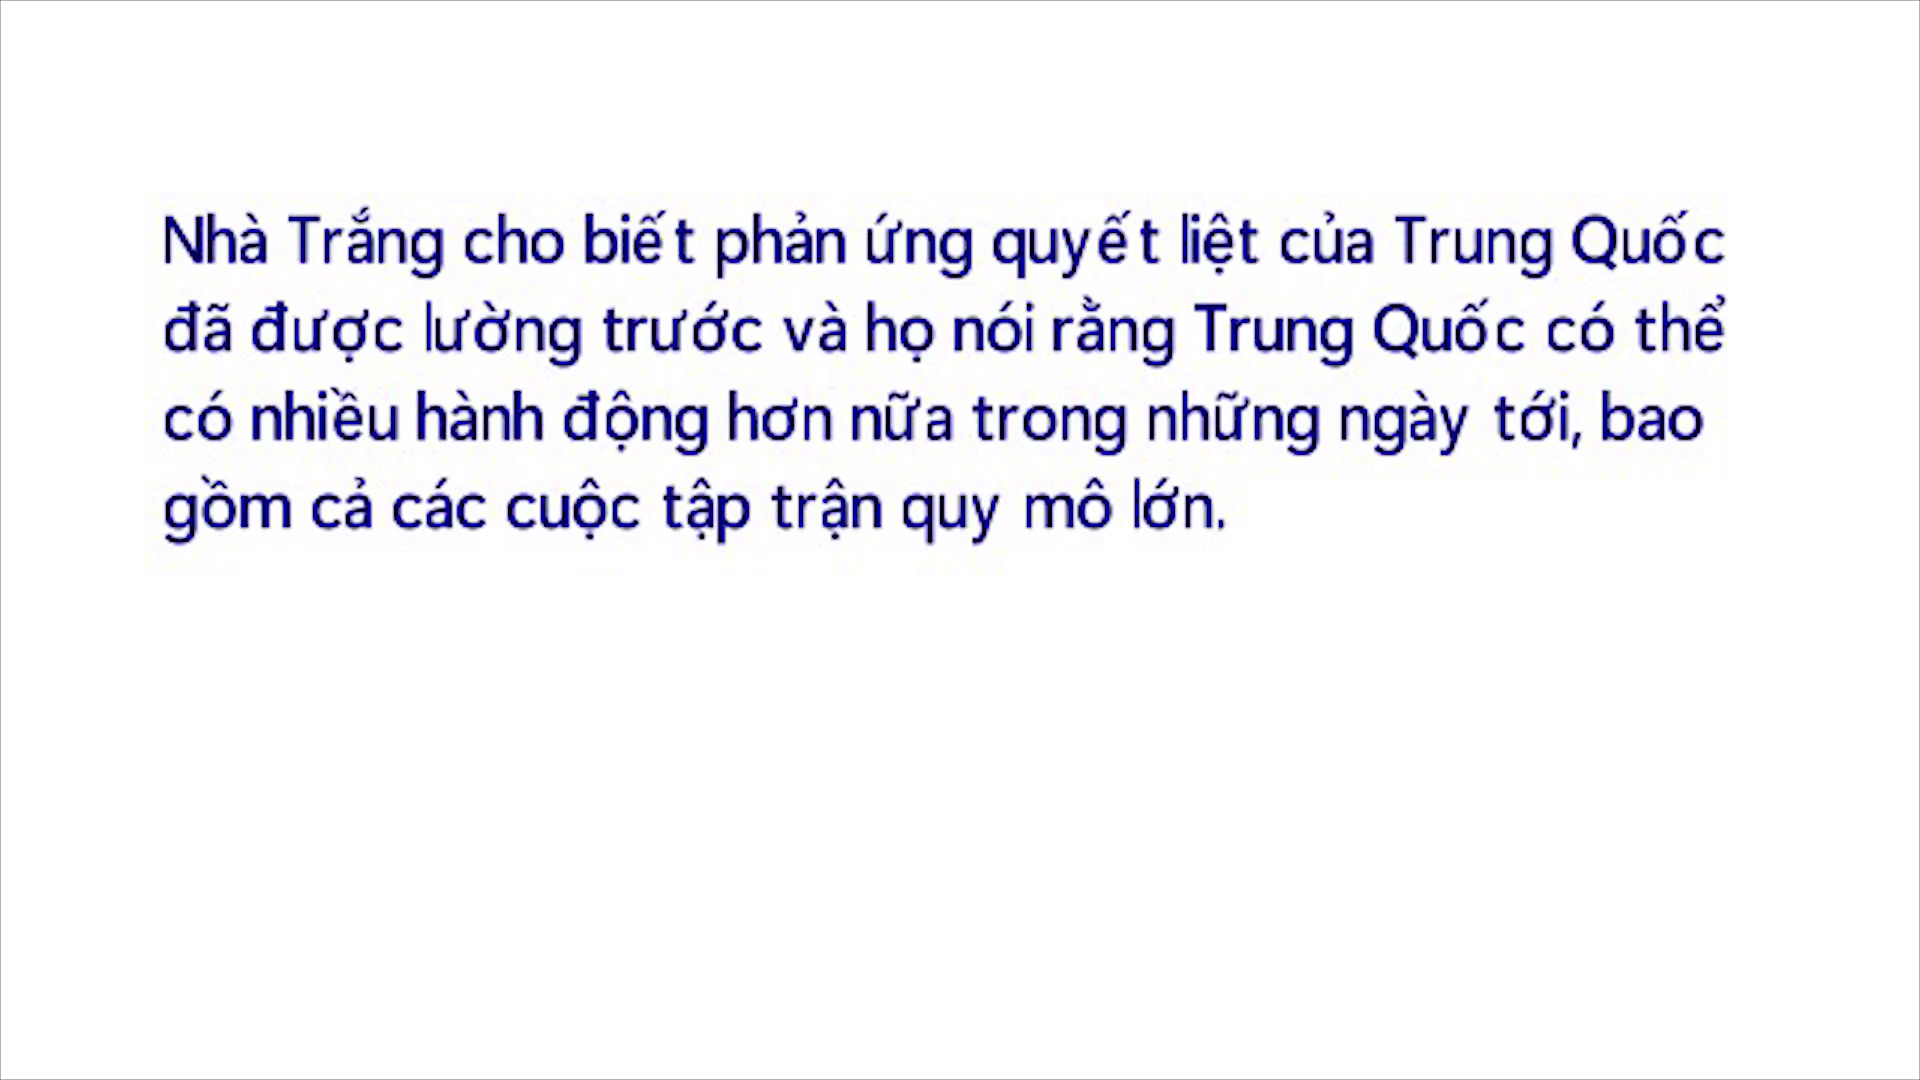 Nhà Trắng cho biết phản ứng quyết liệt của Trung Quốc
đã được lường trước và họ nói rằng Trung Quốc có thể
có nhiều hành động hơn nữa trong những ngày tới, bao
gồm cả các cuộc tập trận quy mô lớn.